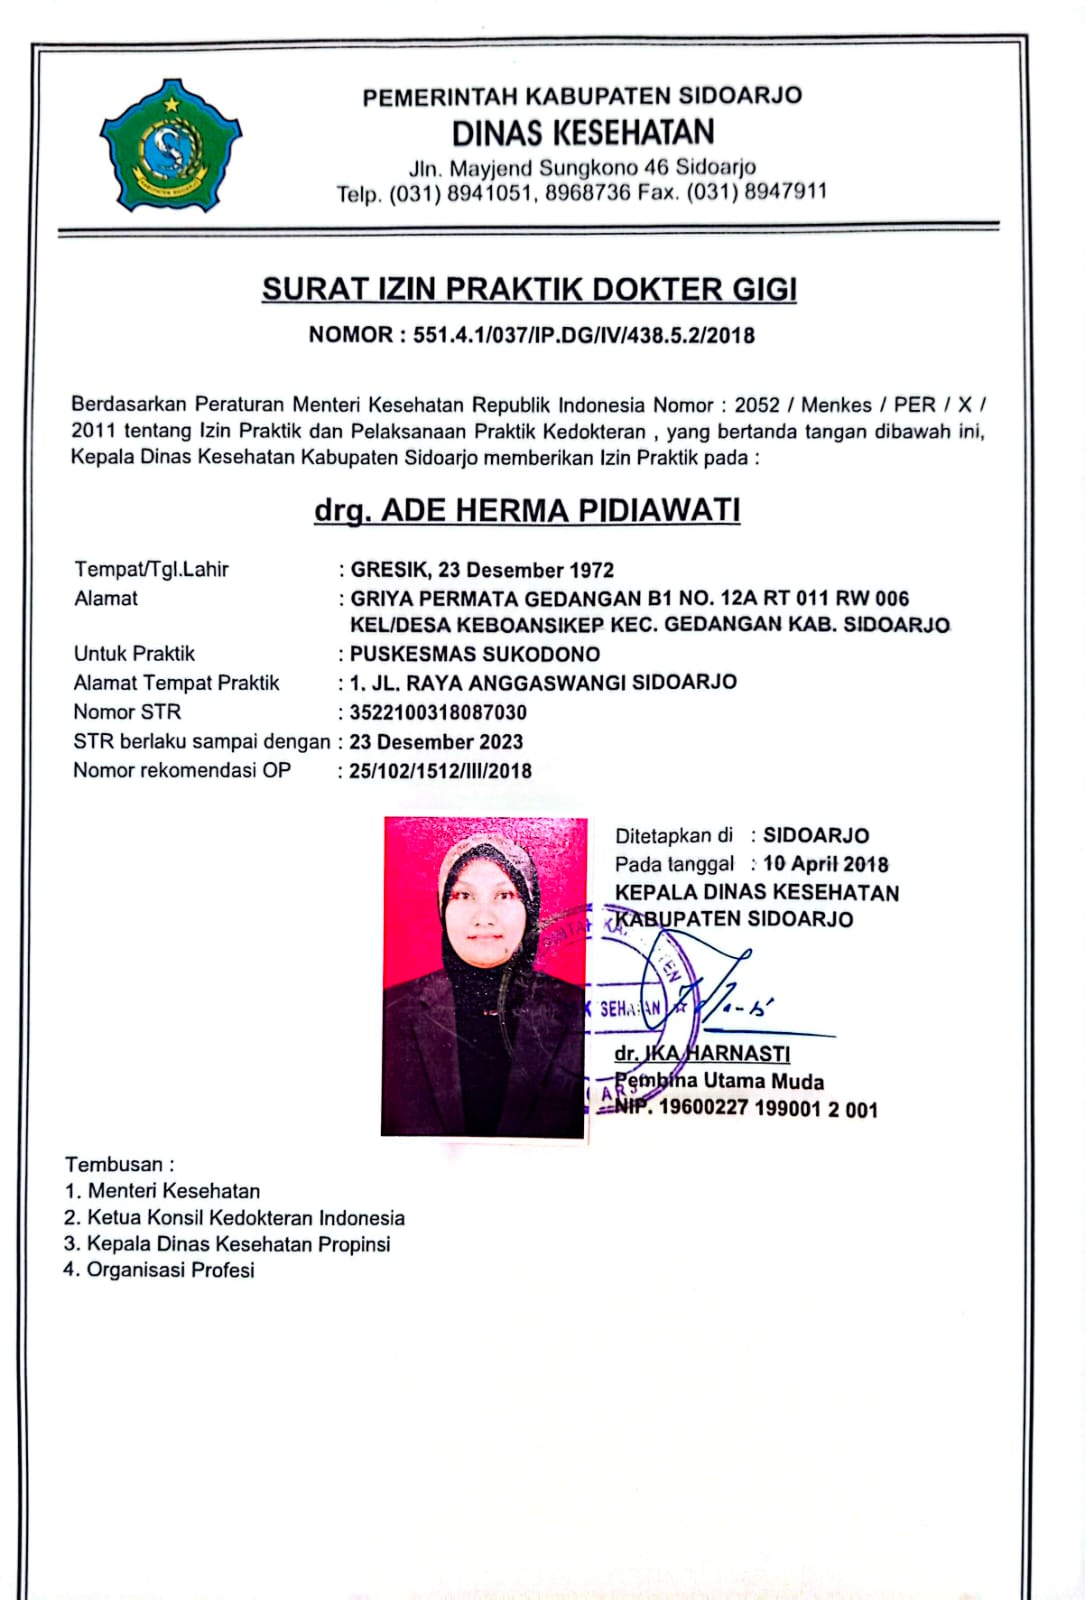 PEMERINTAH KABUPATEN SIDOARJO
DINAS KESEHATAN
Jln. Mayjend Sungkono 46 Sidoarjo
Telp. (031) 8941051, 8968736 Fax. (031) 8947911
KABUPATEN SIDOARJO
SURAT IZIN PRAKTIK DOKTER GIGI
NOMOR : 551.4.1/037/IP.DG/IV/438.5.2/2018
Berdasarkan Peraturan Menteri Kesehatan Republik Indonesia Nomor : 2052 / Menkes / PER / X /
2011 tentang Izin Praktik dan Pelaksanaan Praktik Kedokteran , yang bertanda tangan dibawah ini,
Kepala Dinas Kesehatan Kabupaten Sidoarjo memberikan Izin Praktik pada :
drg. ADE HERMA PIDIAWATI
Tempat/Tgl.Lahir : GRESIK, 23 Desember 1972
Alamat : GRIYA PERMATA GEDANGAN B1 NO. 12A RT 011 RW 006
KEL/DESA KEBOANSIKEP KEC. GEDANGAN KAB. SIDOARJO
Untuk Praktik : PUSKESMAS SUKODONO
Alamat Tempat Praktik : 1. JL. RAYA ANGGASWANGI SIDOARJO
Nomor STR : 3522100318087030
STR berlaku sampai dengan : 23 Desember 2023
Nomor rekomendasi OP : 25/102/1512/III/2018
Ditetapkan di : SIDOARJO
Pada tanggal : 10 April 2018
KEPALA DINAS KESEHATAN
KABUPATEN SIDOARJO
dr. IKA HARNASTI
Pembina Utama Muda
NIP. 19600227 199001 2 001
Tembusan :
1. Menteri Kesehatan
2. Ketua Konsil Kedokteran Indonesia
3. Kepala Dinas Kesehatan Propinsi
4. Organisasi Profesi